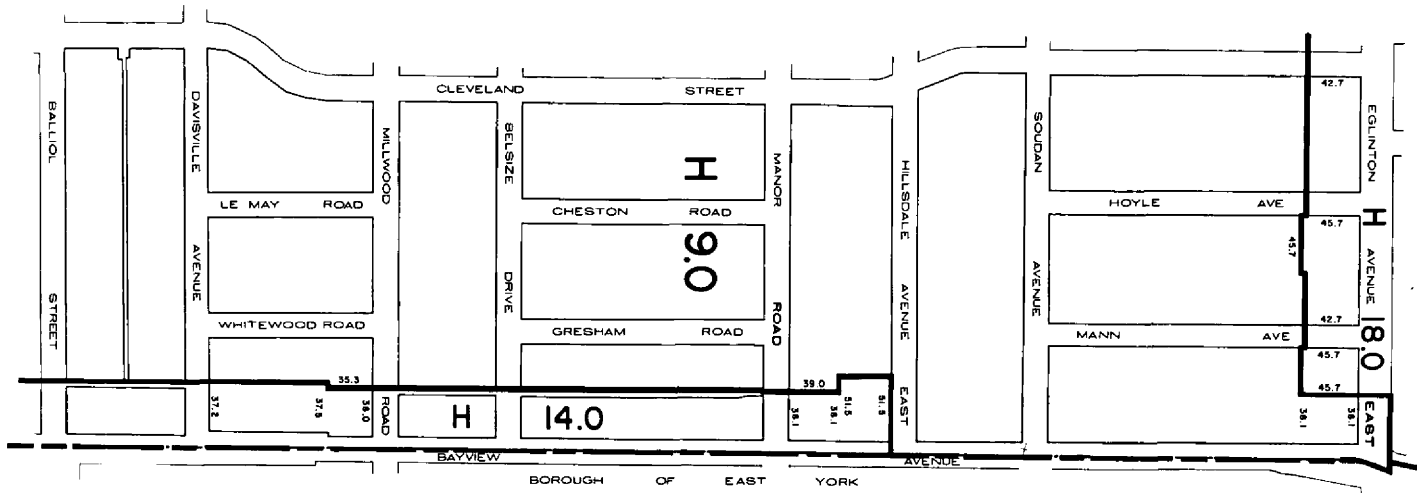 CLEVELAND STREET
42.7
BALLIOL STREET
DAVISVILLE AVENUE
MILLWOOD ROAD
BELSIZE DRIVE
MANOR ROAD
HILLSDALE AVENUE EAST
SOUDAN AVENUE
EGLINTON AVENUE EAST
H 9.0
H 18.0
LE MAY ROAD
CHESTON ROAD
HOYLE AVE
45.7
45.7
WHITEWOOD ROAD
GRESHAM ROAD
MANN AVE
42.7
45.7
45.7
35.3
39.0
37.2
37.5
38.0
38.1
38.1
51.5
51.5
38.1
38.1
H 14.0
BAYVIEW AVENUE
BOROUGH OF EAST YORK